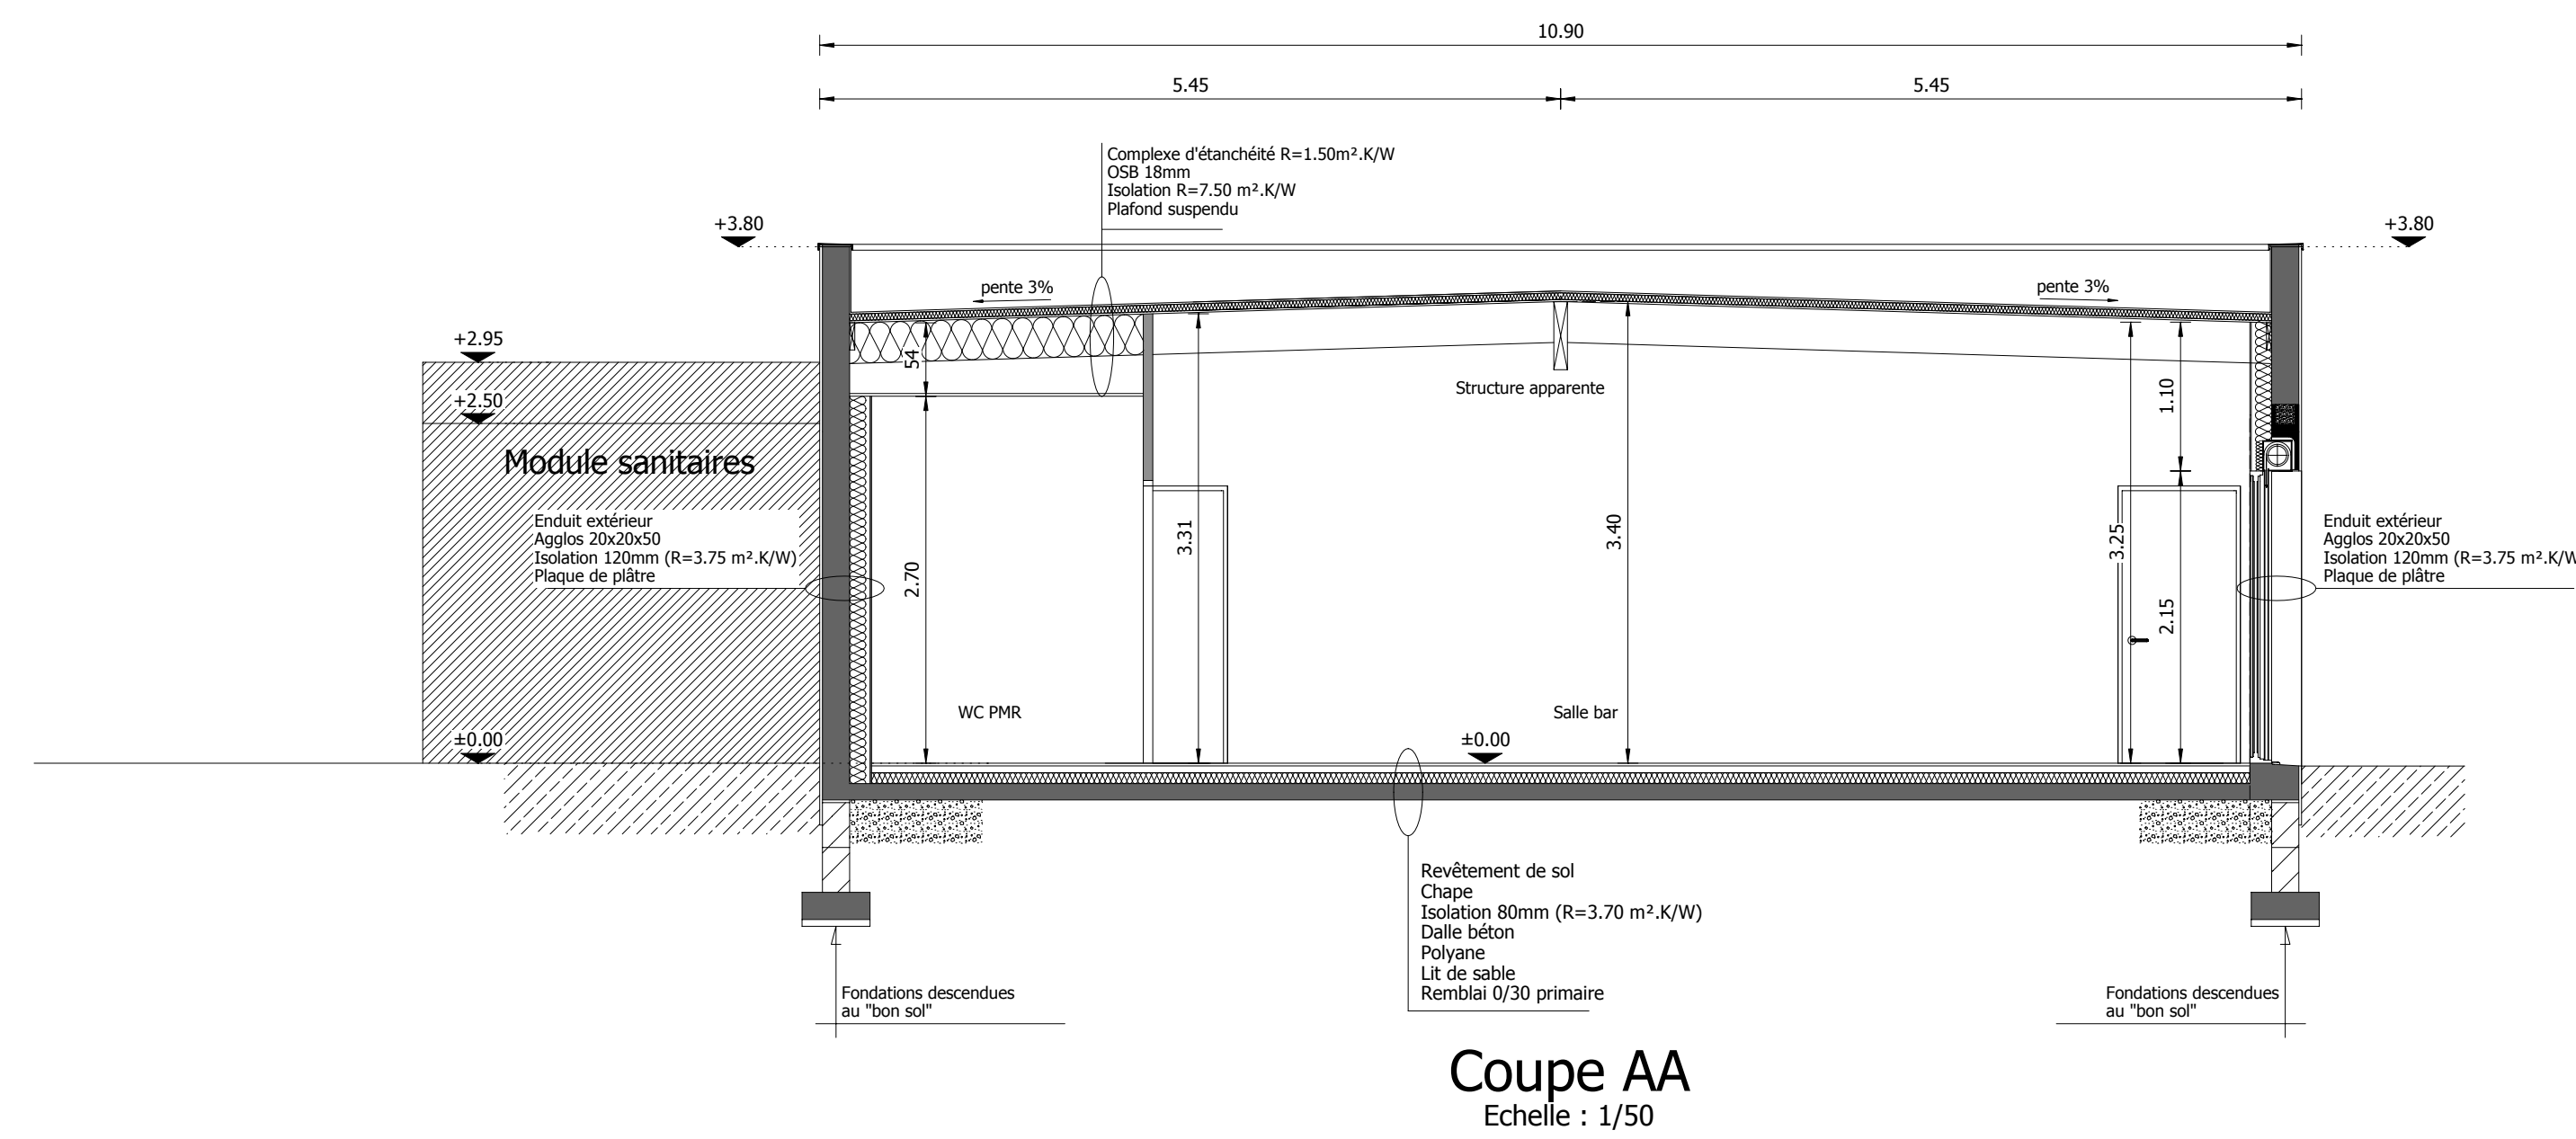 10.90
5.45
5.45
Complexe d'étanchéité R=1.50m².K/W
OSB 18mm
Isolation R=7.50 m².K/W
Plafond suspendu
+3.80
+3.80
pente 3%
pente 3%
+2.95
54
1.10
Structure apparente
+2.50
Module sanitaires
Enduit extérieur
Agglos 20x20x50
Isolation 120mm (R=3.75 m².K/W)
Plaque de plâtre
2.70
3.31
3.40
3.25
2.15
Enduit extérieur
Agglos 20x20x50
Isolation 120mm (R=3.75 m².K/W
Plaque de plâtre
WC PMR
Salle bar
±0.00
±0.00
Revêtement de sol
Chape
Isolation 80mm (R=3.70 m².K/W)
Dalle béton
Polyane
Lit de sable
Remblai 0/30 primaire
Fondations descendues
au "bon sol"
Fondations descendues
au "bon sol"
Coupe AA
Echelle : 1/50